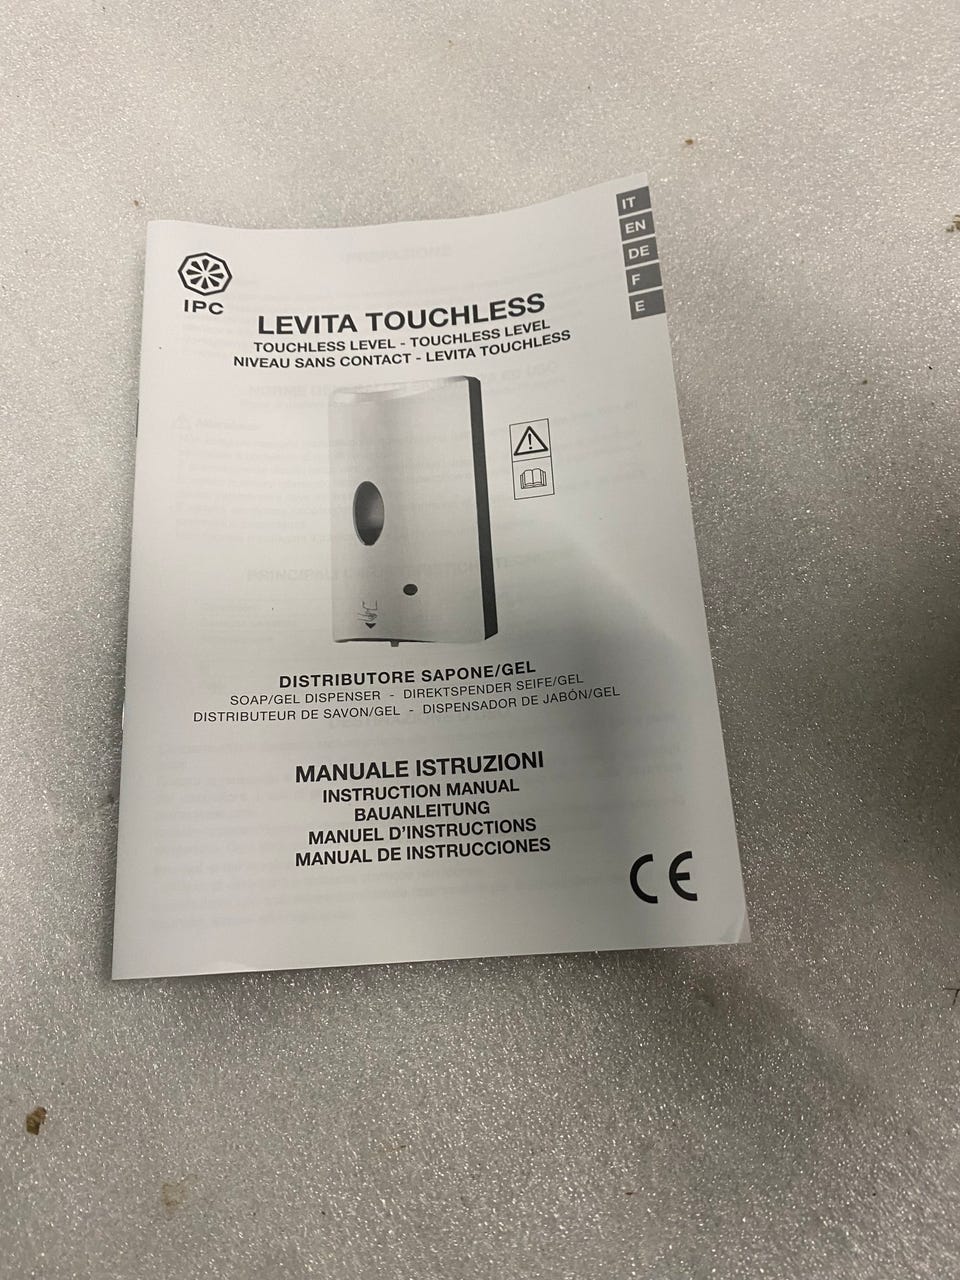 IPC
LEVITA TOUCHLESS
TOUCHLESS LEVEL - TOUCHLESS LEVEL
NIVEAU SANS CONTACT - LEVITA TOUCHLESS
IT
EN
DE
F
E
DISTRIBUTORE SAPONE/GEL
SOAP/GEL DISPENSER - DIREKTSPENDER SEIFE/GEL
DISTRIBUTEUR DE SAVON/GEL - DISPENSADOR DE JABÓN/GEL
MANUALE ISTRUZIONI
INSTRUCTION MANUAL
BAUANLEITUNG
MANUEL D'INSTRUCTIONS
MANUAL DE INSTRUCCIONES
CE